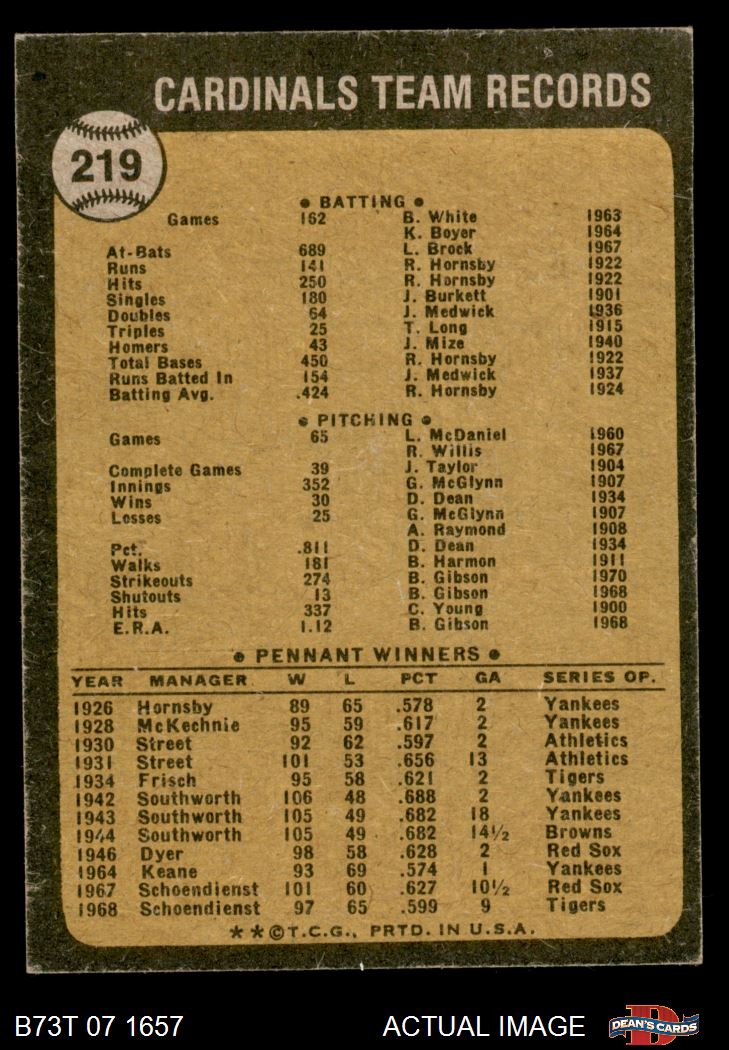 CARDINALS TEAM RECORDS
219
• BATTING •
Games 162 B. White 1963
K. Boyer 1964
At-Bats 689 L. Brock 1967
Runs 141 R. Hornsby 1922
Hits 250 R. Hornsby 1922
Singles 180 J. Burkett 1901
Doubles 64 J. Medwick 1936
Triples 25 T. Long 1915
Homers 43 J. Mize 1940
Total Bases 450 R. Hornsby 1922
Runs Batted In 154 J. Medwick 1937
Batting Avg. .424 R. Hornsby 1924
• PITCHING •
Games 65 L. McDaniel 1960
R. Willis 1967
Complete Games 39 J. Taylor 1904
Innings 352 G. McGlynn 1907
Wins 30 D. Dean 1934
Losses 25 G. McGlynn 1907
A. Raymond 1908
Pct. .811 D. Dean 1934
Walks 181 B. Harmon 1911
Strikeouts 274 B. Gibson 1970
Shutouts 13 B. Gibson 1968
Hits 337 C. Young 1900
E.R.A. 1.12 B. Gibson 1968
• PENNANT WINNERS •
YEAR MANAGER W L PCT GA SERIES OP.
1926 Hornsby 89 65 .578 2 Yankees
1928 McKechnie 95 59 .617 2 Yankees
1930 Street 92 62 .597 2 Athletics
1931 Street 101 53 .656 13 Athletics
1934 Frisch 95 58 .621 2 Tigers
1942 Southworth 106 48 .688 2 Yankees
1943 Southworth 105 49 .682 18 Yankees
1944 Southworth 105 49 .682 14½ Browns
1946 Dyer 98 58 .628 2 Red Sox
1964 Keane 93 69 .574 1 Yankees
1967 Schoendienst 101 60 .627 10½ Red Sox
1968 Schoendienst 97 65 .599 9 Tigers
**©T.C.G., PRTD. IN U.S.A.
B73T 07 1657 ACTUAL IMAGE DEAN'S CARDS